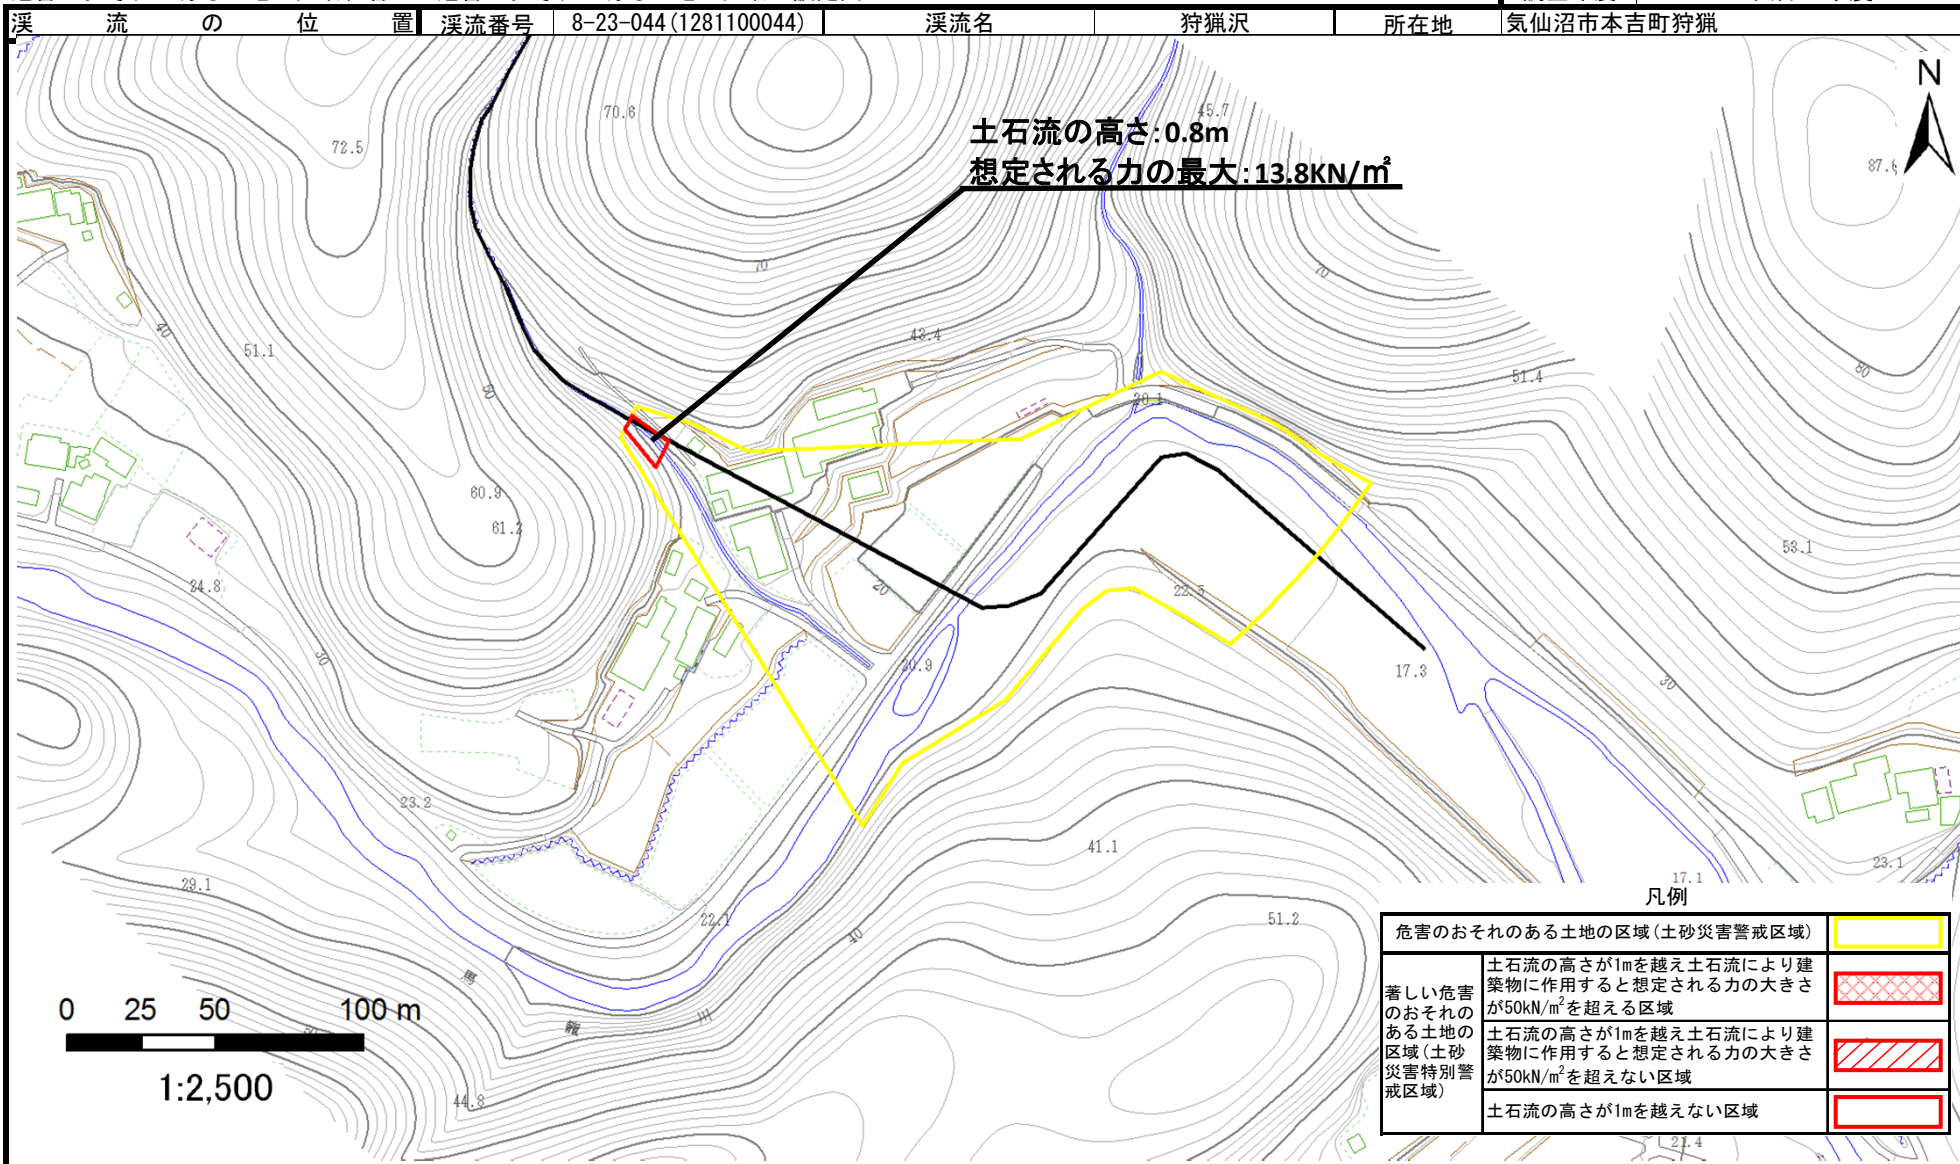 渓流の位置 渓流番号 8-23-044(1281100044) 渓流名 狩猟沢 所在地 気仙沼市本吉町狩猟
N
土石流の高さ:0.8m
想定される力の最大:13.8KN/㎡
70.6
45.7
72.5
87.6
70
70
40
51.1
43.4
50
51.4
80
20.1
60.9
61.2
53.1
24.8
20
22.5
30
20.9
17.3
30
23.2
41.1
23.1
29.1
17.1
22.1
51.2
40
馬
籠
川
44.8
21.4
0 25 50 100 m
1:2,500
凡例
危害のおそれのある土地の区域(土砂災害警戒区域)
著しい危害
のおそれの
ある土地の
区域(土砂
災害特別警
戒区域)
土石流の高さが1mを越え土石流により建
築物に作用すると想定される力の大きさ
が50kN/m²を超える区域
土石流の高さが1mを越え土石流により建
築物に作用すると想定される力の大きさ
が50kN/m²を超えない区域
土石流の高さが1mを越えない区域